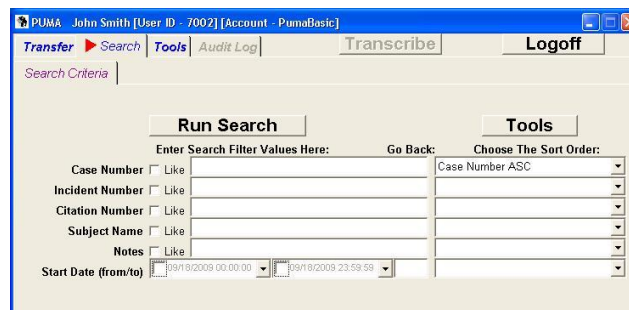 PUMA John Smith [User ID - 7002] [Account - PumaBasic]
Transfer Search Tools Audit Log Transcribe Logoff
Search Criteria
Run Search Tools
Enter Search Filter Values Here: Go Back: Choose The Sort Order:
Case Number Like Case Number ASC
Incident Number Like
Citation Number Like
Subject Name Like
Notes Like
Start Date (from/to) 09/18/2009 00:00:00 09/18/2009 23:59:59